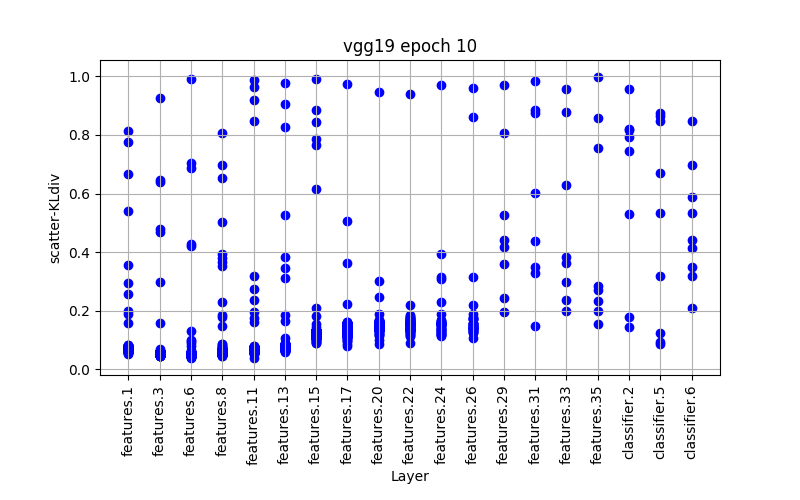 vgg19 epoch 10
scatter-KLdiv
1.0
0.8
0.6
0.4
0.2
0.0
features.1
features.3
features.6
features.8
features.11
features.13
features.15
features.17
features.20
features.22
features.24
features.26
features.29
features.31
features.33
features.35
classifier.2
classifier.5
classifier.6
Layer